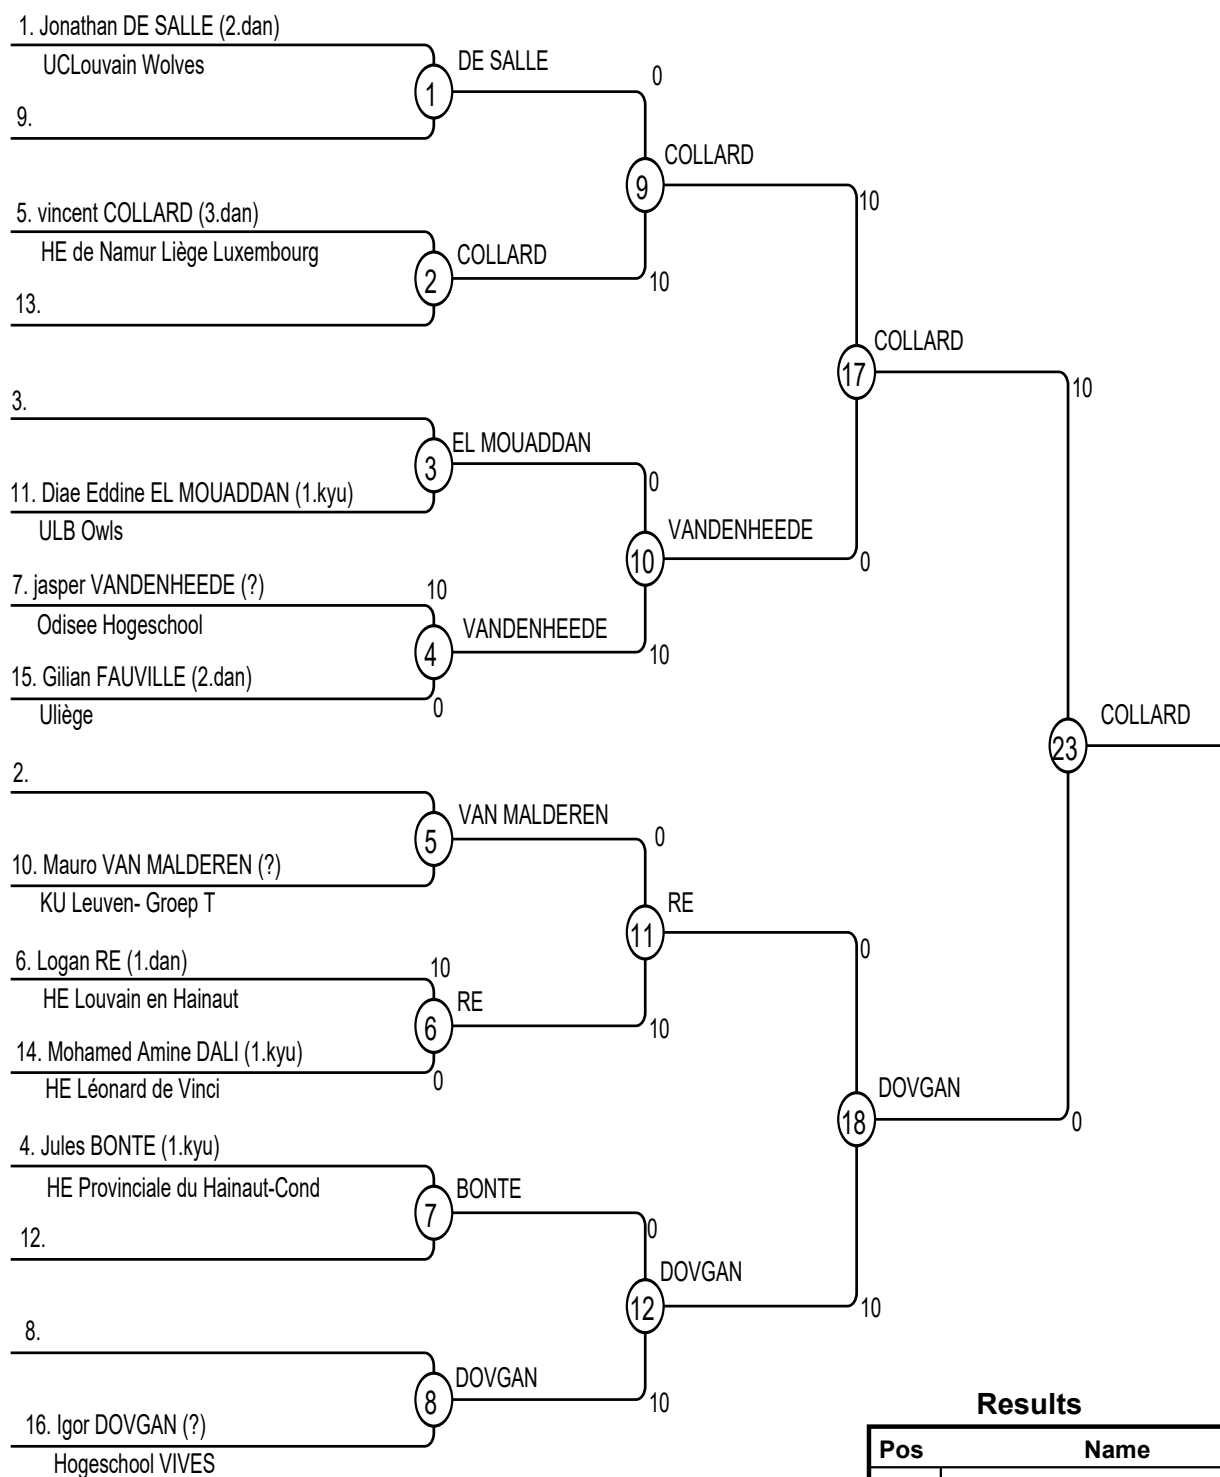 1. Jonathan DE SALLE (2.dan)
UCLouvain Wolves
9.
1
DE SALLE
0
5. vincent COLLARD (3.dan)
HE de Namur Liège Luxembourg
13.
2
COLLARD
10
9
COLLARD
10
3.
11. Diae Eddine EL MOUADDAN (1.kyu)
ULB Owls
3
EL MOUADDAN
0
7. jasper VANDENHEEDE (?)
Odisee Hogeschool
10
15. Gilian FAUVILLE (2.dan)
Uliège
0
4
VANDENHEEDE
10
10
VANDENHEEDE
0
17
COLLARD
10
2.
10. Mauro VAN MALDEREN (?)
KU Leuven- Groep T
5
VAN MALDEREN
0
6. Logan RE (1.dan)
HE Louvain en Hainaut
10
14. Mohamed Amine DALI (1.kyu)
HE Léonard de Vinci
0
6
RE
10
11
RE
0
4. Jules BONTE (1.kyu)
HE Provinciale du Hainaut-Cond
12.
7
BONTE
0
8.
16. Igor DOVGAN (?)
Hogeschool VIVES
8
DOVGAN
10
12
DOVGAN
10
18
DOVGAN
0
23
COLLARD
Results
Pos Name